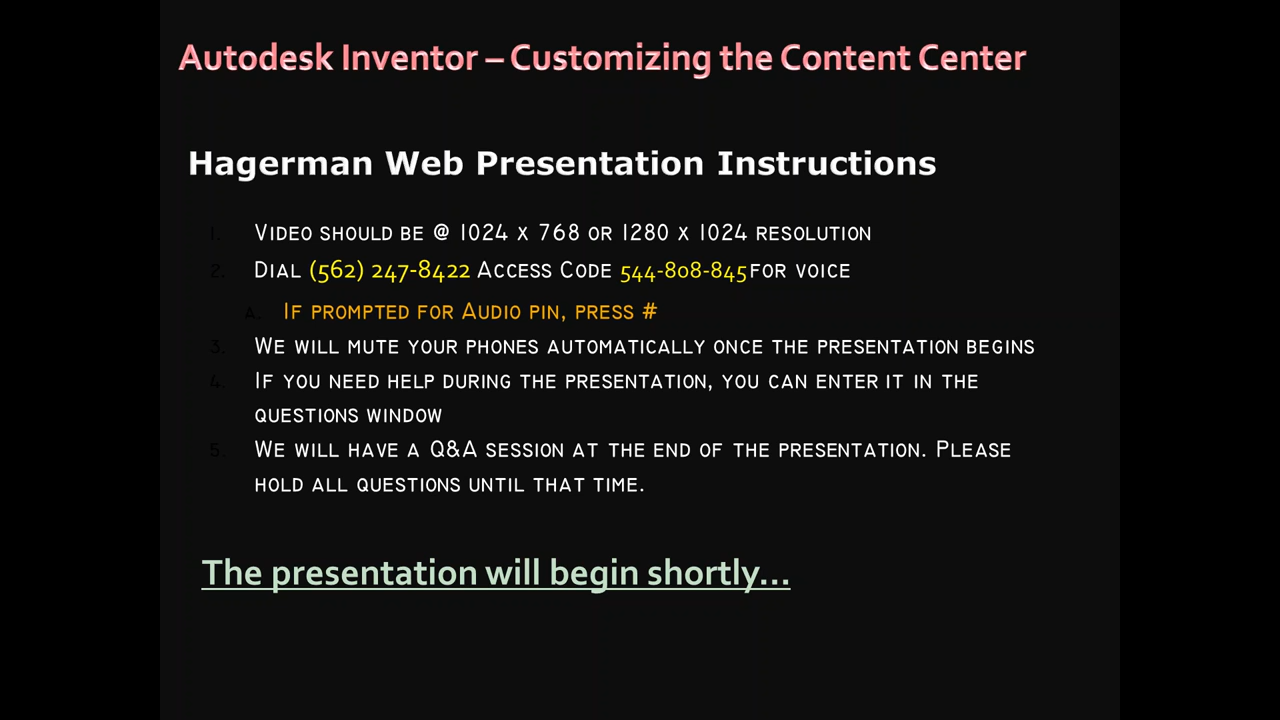 Autodesk Inventor – Customizing the Content Center
Hagerman Web Presentation Instructions
1. Video should be @ 1024 x 768 or 1280 x 1024 resolution
2. Dial (562) 247-8422 Access Code 544-808-845 for voice
A. If prompted for Audio pin, press #
3. We will mute your phones automatically once the presentation begins
4. If you need help during the presentation, you can enter it in the
questions window
5. We will have a Q&A session at the end of the presentation. Please
hold all questions until that time.
The presentation will begin shortly...